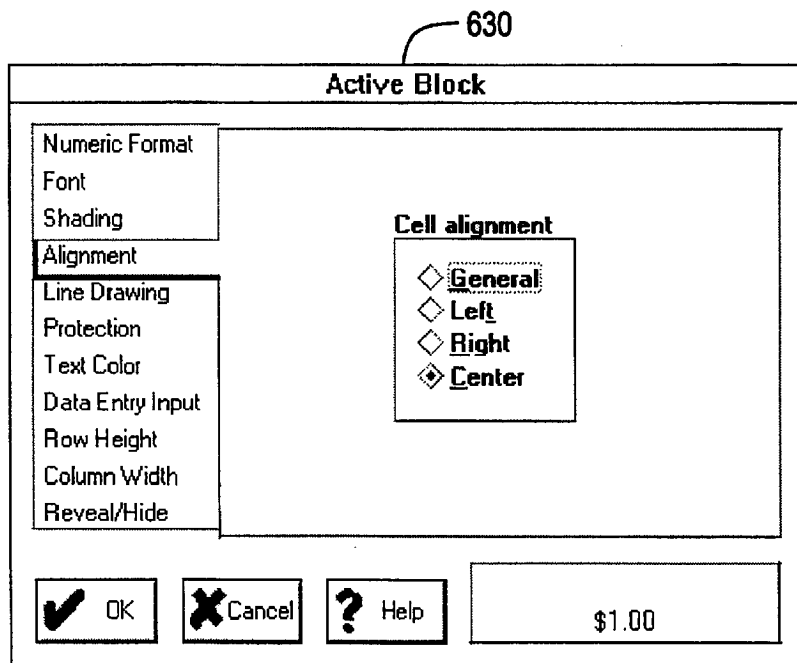 630
Active Block
Numeric Format
Font
Shading
Alignment
Line Drawing
Protection
Text Color
Data Entry Input
Row Height
Column Width
Reveal/Hide
Cell alignment
General
Left
Right
Center
OK
Cancel
Help
$1.00